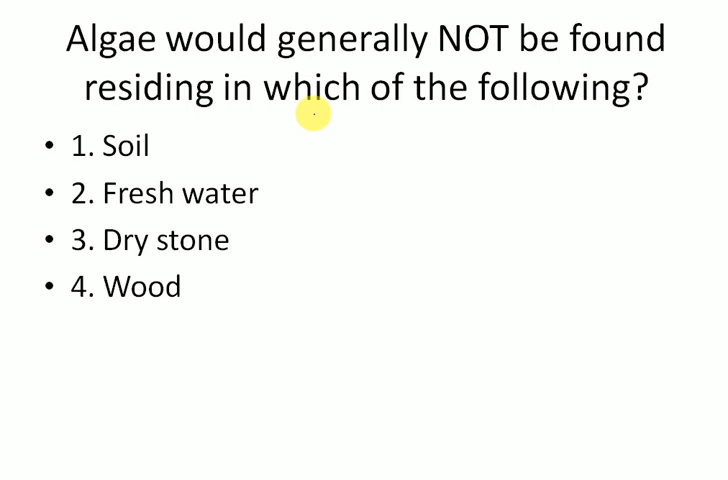 Algae would generally NOT be found
residing in which of the following?
• 1. Soil
• 2. Fresh water
• 3. Dry stone
• 4. Wood